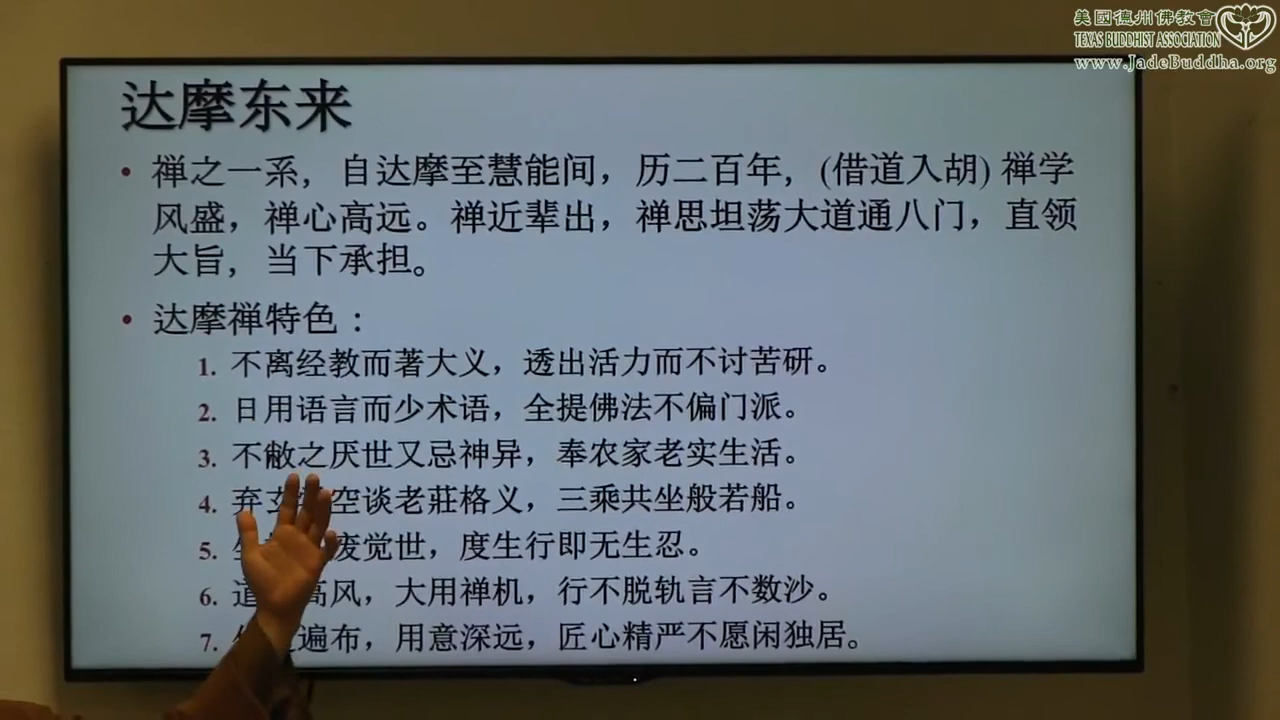 美國德州佛教會
TEXAS BUDDHIST ASSOCIATION
www.JadeBuddha.org
达摩东来
• 禅之一系，自达摩至慧能间，历二百年，(借道入胡) 禅学
风盛，禅心高远。禅近辈出，禅思坦荡大道通八门，直领
大旨，当下承担。
• 达摩禅特色：
1. 不离经教而著大义，透出活力而不讨苦研。
2. 日用语言而少术语，全提佛法不偏门派。
3. 不敝之厌世又忌神异，奉农家老实生活。
4. 弃玄空谈老莊格义，三乘共坐般若船。
5. 废觉世，度生行即无生忍。
6. 道高风，大用禅机，行不脱轨言不数沙。
7. 遍布，用意深远，匠心精严不愿闲独居。